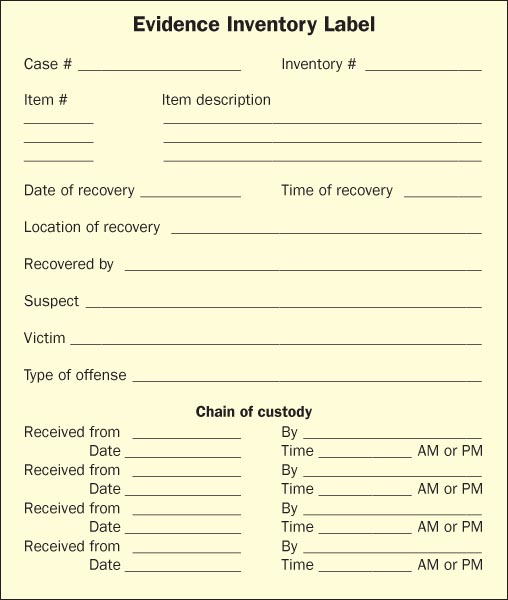 Evidence Inventory Label
Case # Inventory #
Item # Item description
Date of recovery Time of recovery
Location of recovery
Recovered by
Suspect
Victim
Type of offense
Chain of custody
Received from By
Date Time AM or PM
Received from By
Date Time AM or PM
Received from By
Date Time AM or PM
Received from By
Date Time AM or PM